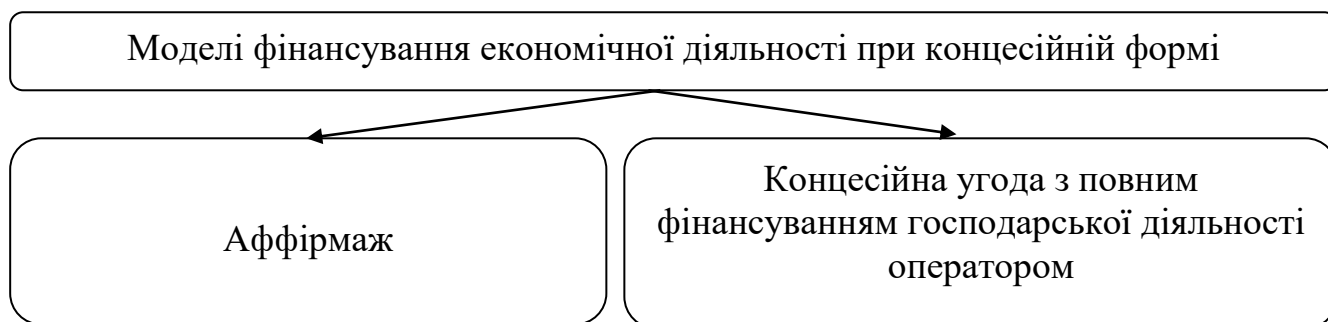 Моделі фінансування економічної діяльності при концесійній формі
Аффірмаж
Концесійна угода з повним
фінансуванням господарської діяльності
оператором